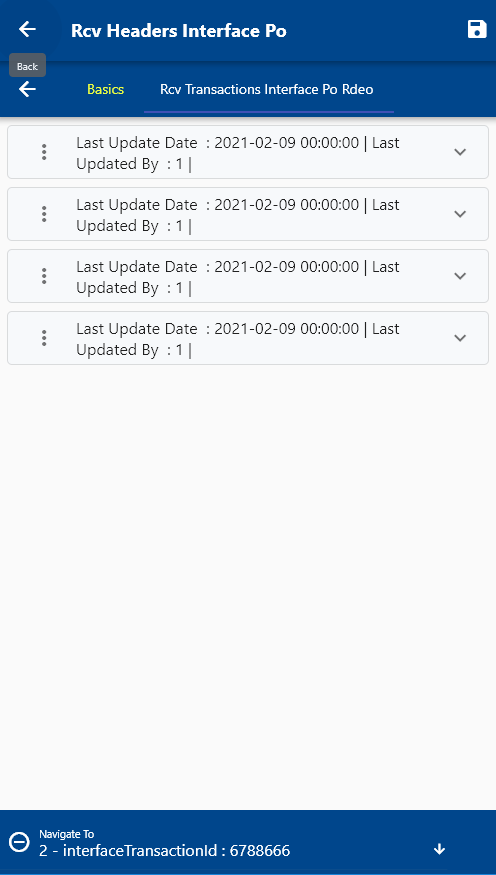 Rcv Headers Interface Po
Back
Basics
Rcv Transactions Interface Po Rdeo
Last Update Date : 2021-02-09 00:00:00 | Last
Updated By : 1 |
Last Update Date : 2021-02-09 00:00:00 | Last
Updated By : 1 |
Last Update Date : 2021-02-09 00:00:00 | Last
Updated By : 1 |
Last Update Date : 2021-02-09 00:00:00 | Last
Updated By : 1 |
Navigate To
2 - interfaceTransactionId : 6788666